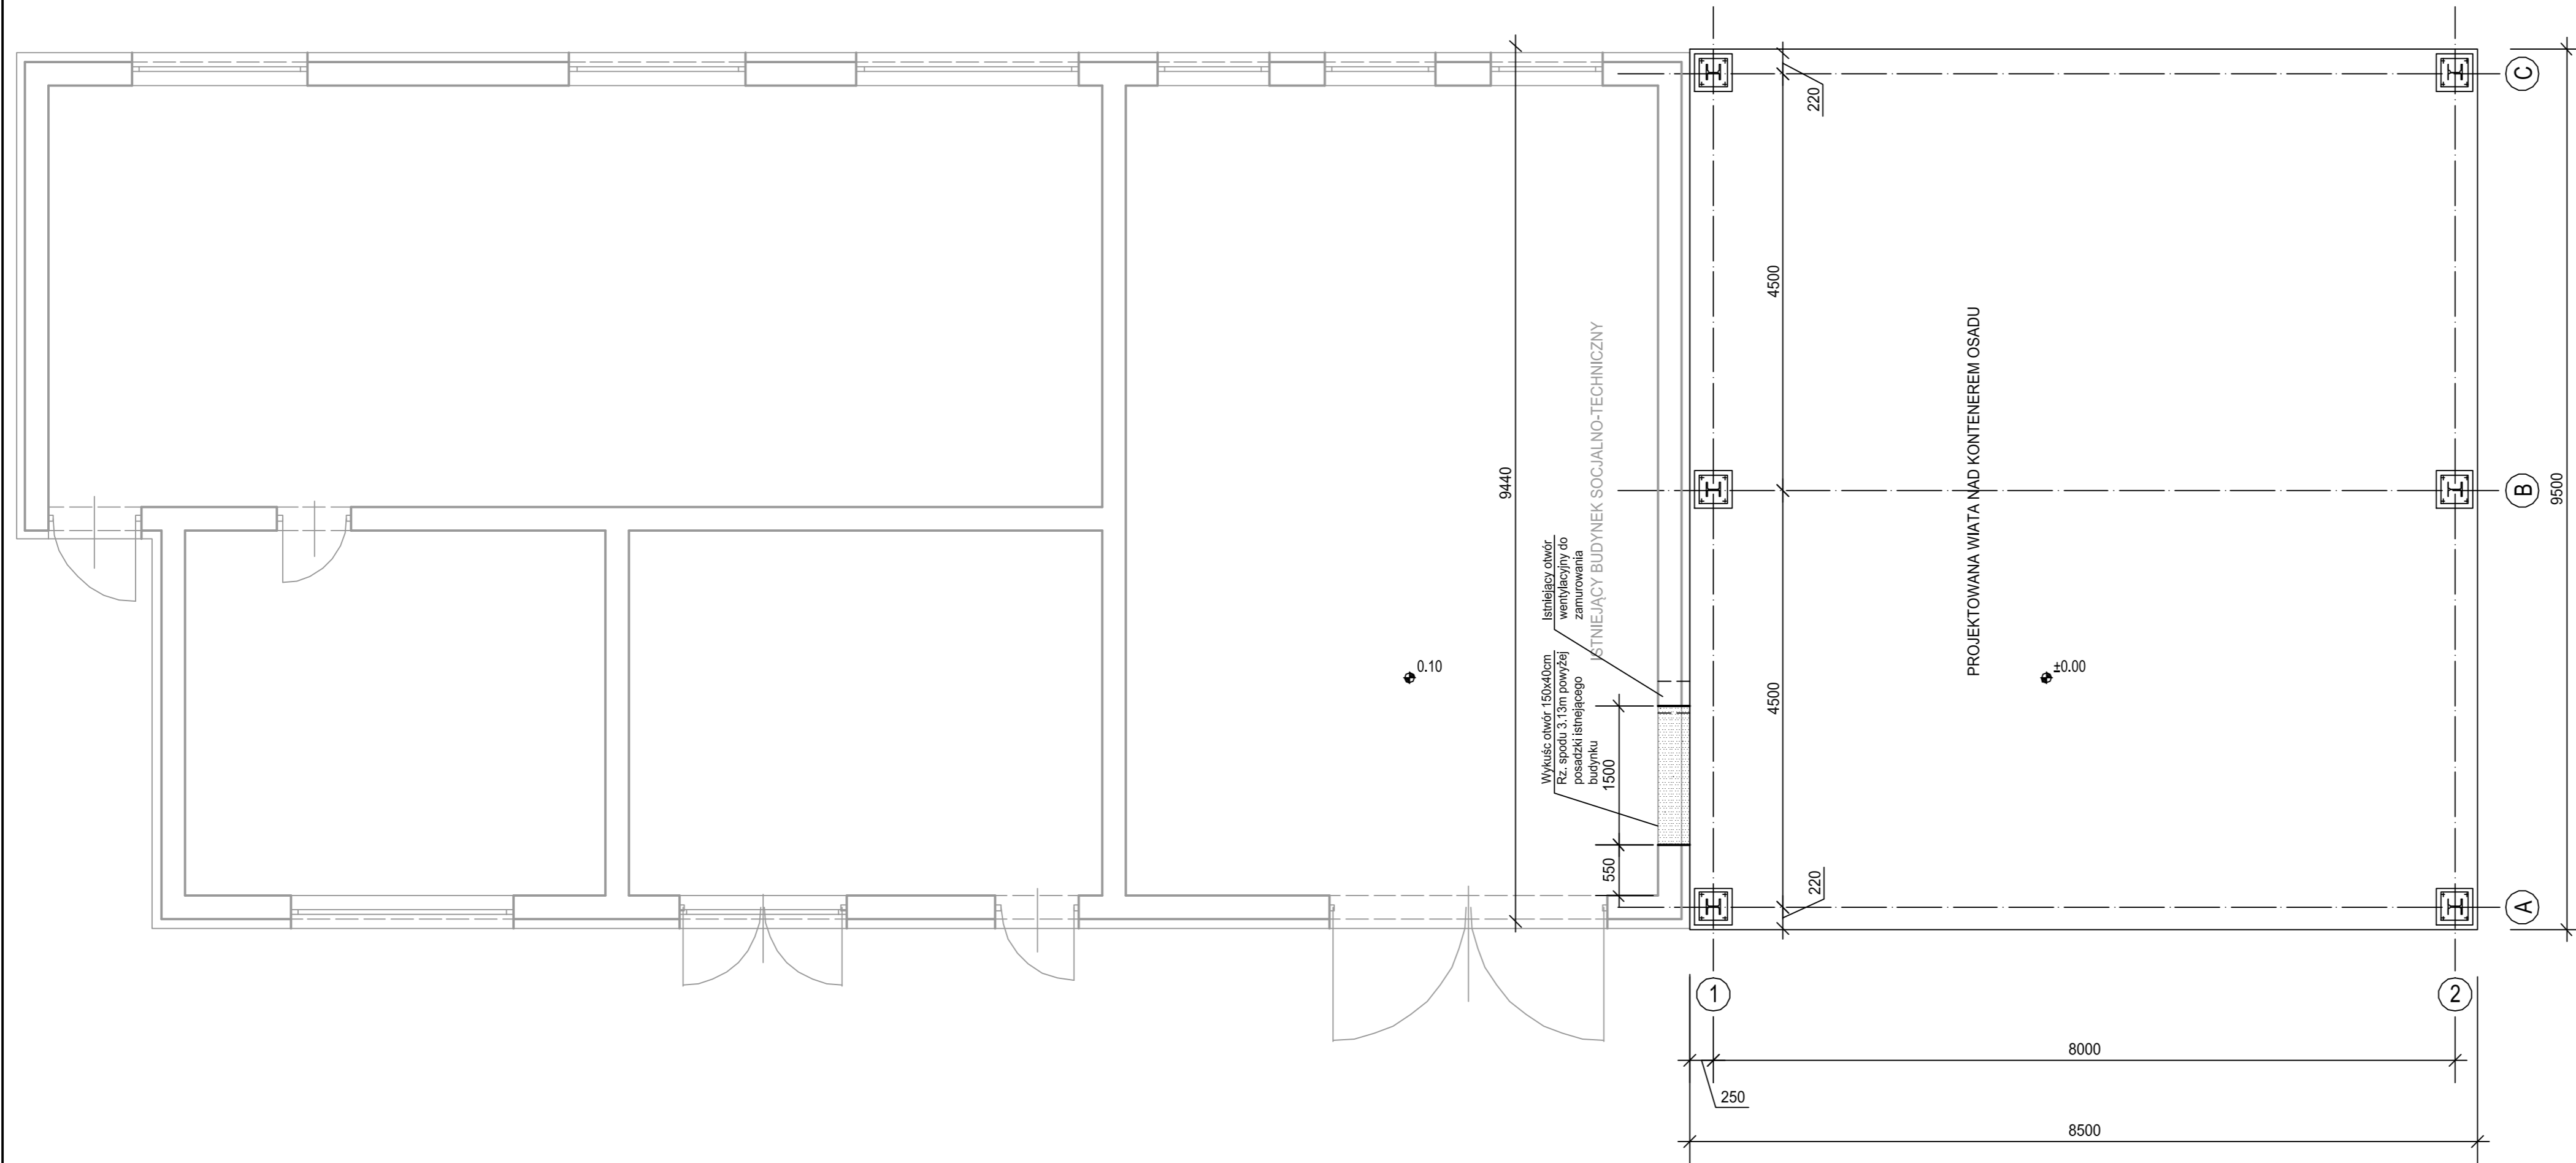 220
C
4500
9440
ISTNIEJĄCY BUDYNEK SOCJALNO-TECHNICZNY
PROJEKTOWANA WIATA NAD KONTENEREM OSADU
B
9500
Istniejący otwór
wentylacyjny do
zamurowania
0.10
±0.00
Wykuśc otwór 150x40cm
Rz. spodu 3.13m powyżej
posadzki istnejącego
budynku
1500
4500
550
220
A
1
2
8000
250
8500